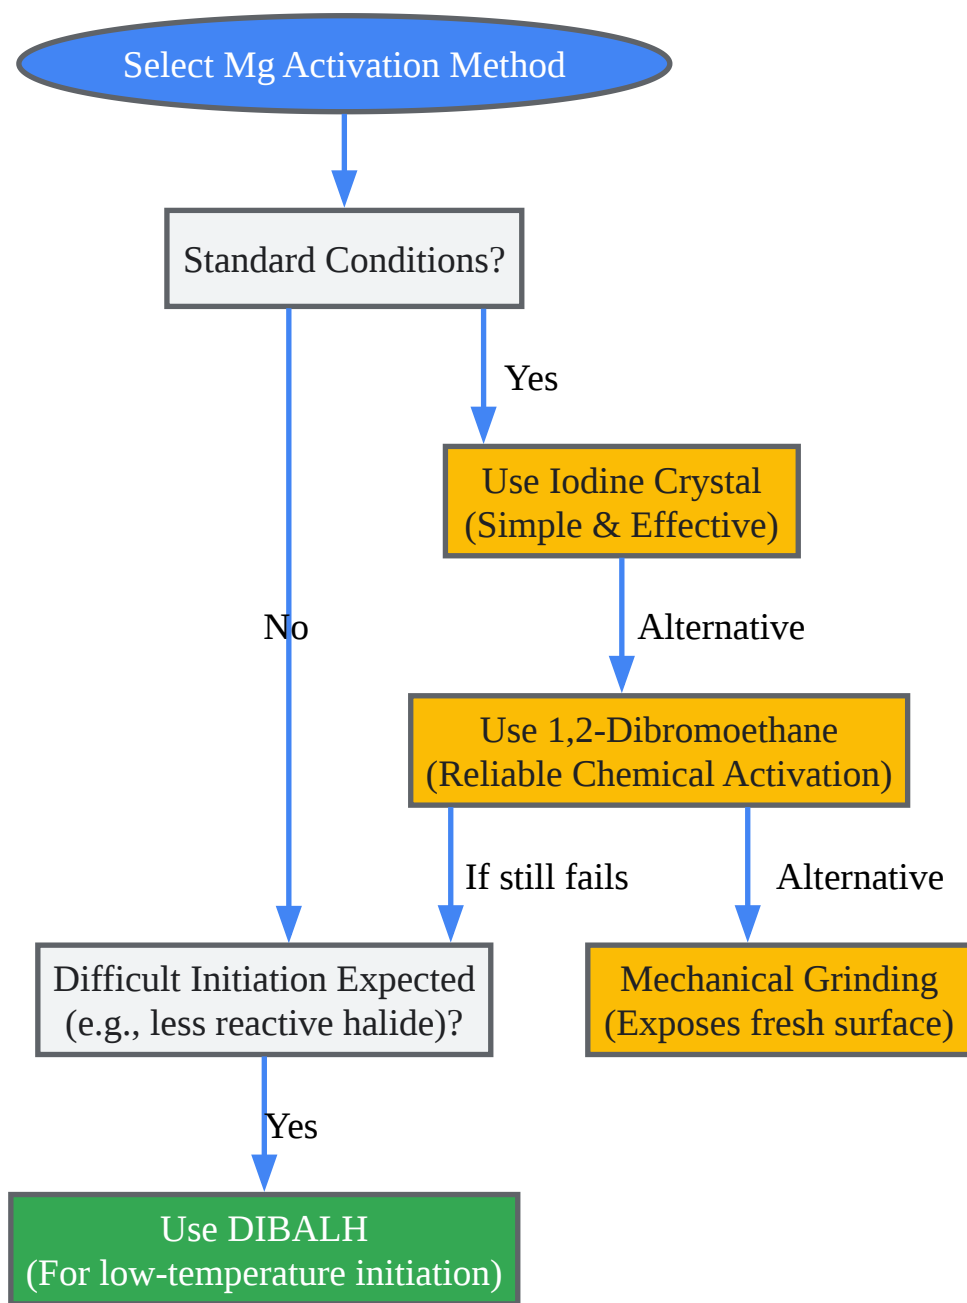 Select Mg Activation Method
Standard Conditions?
Yes
Use Iodine Crystal
(Simple & Effective)
No
Alternative
Use 1,2-Dibromoethane
(Reliable Chemical Activation)
If still fails
Alternative
Difficult Initiation Expected
(e.g., less reactive halide)?
Mechanical Grinding
(Exposes fresh surface)
Yes
Use DIBALH
(For low-temperature initiation)